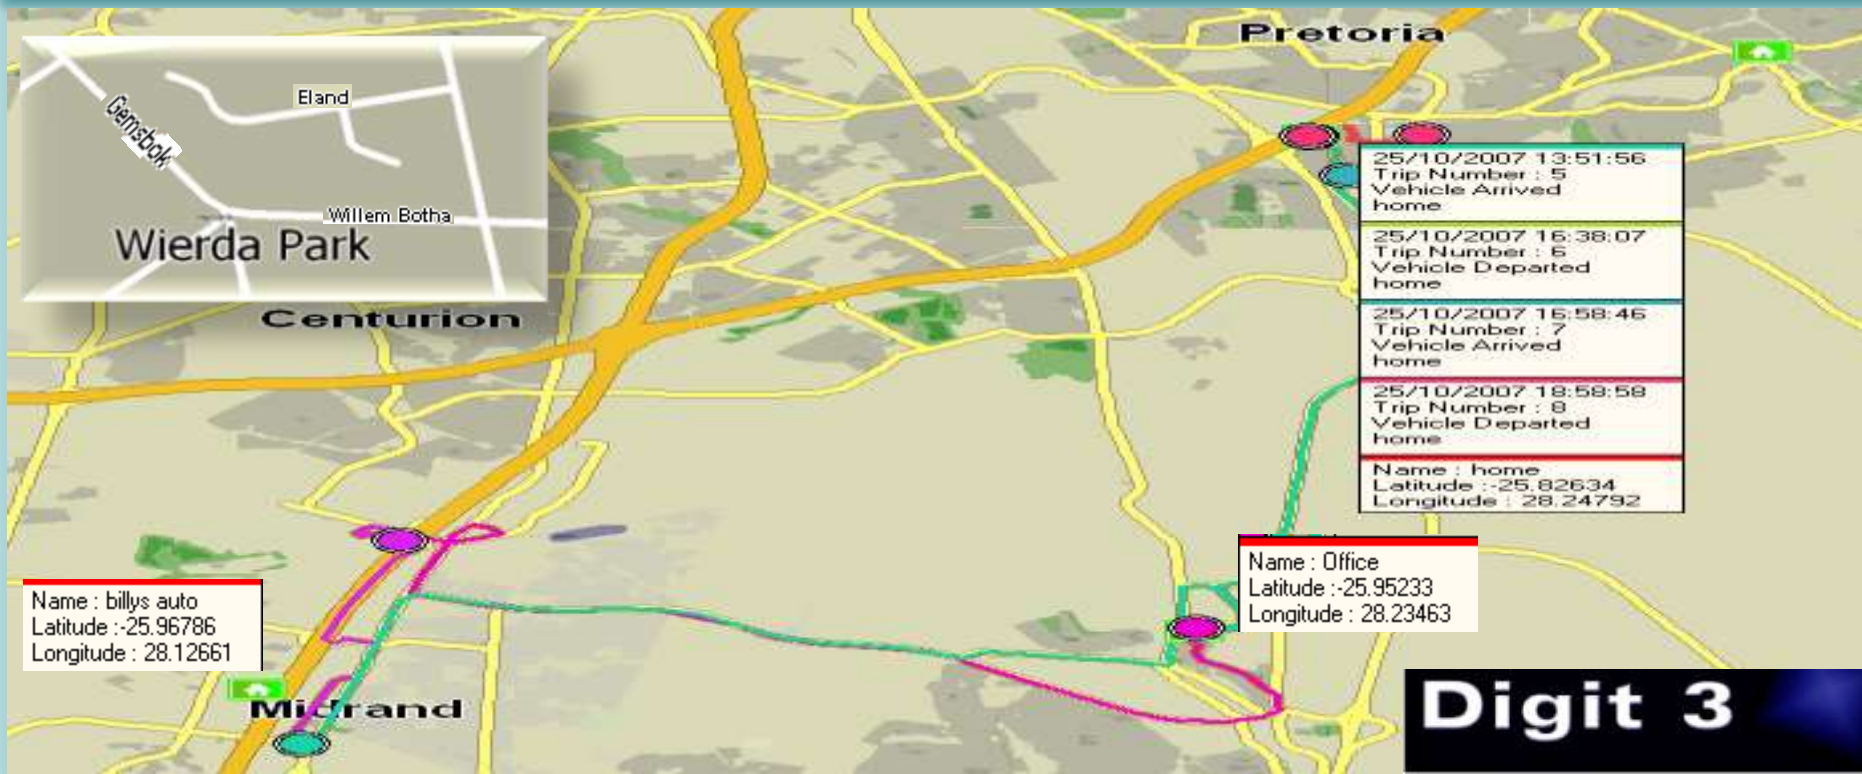 Pretoria
Eland
Gemsbok
Willem Botha
Wierda Park
Centurion
25/10/2007 13:51:56
Trip Number : 5
Vehicle Arrived
home
25/10/2007 16:38:07
Trip Number : 6
Vehicle Departed
home
25/10/2007 16:58:46
Trip Number : 7
Vehicle Arrived
home
25/10/2007 18:58:58
Trip Number : 8
Vehicle Departed
home
Name : home
Latitude :-25.82634
Longitude : 28.24792
Name : Office
Latitude :-25.95233
Longitude : 28.23463
Name : billys auto
Latitude :-25.96786
Longitude : 28.12661
Midrand
Digit 3